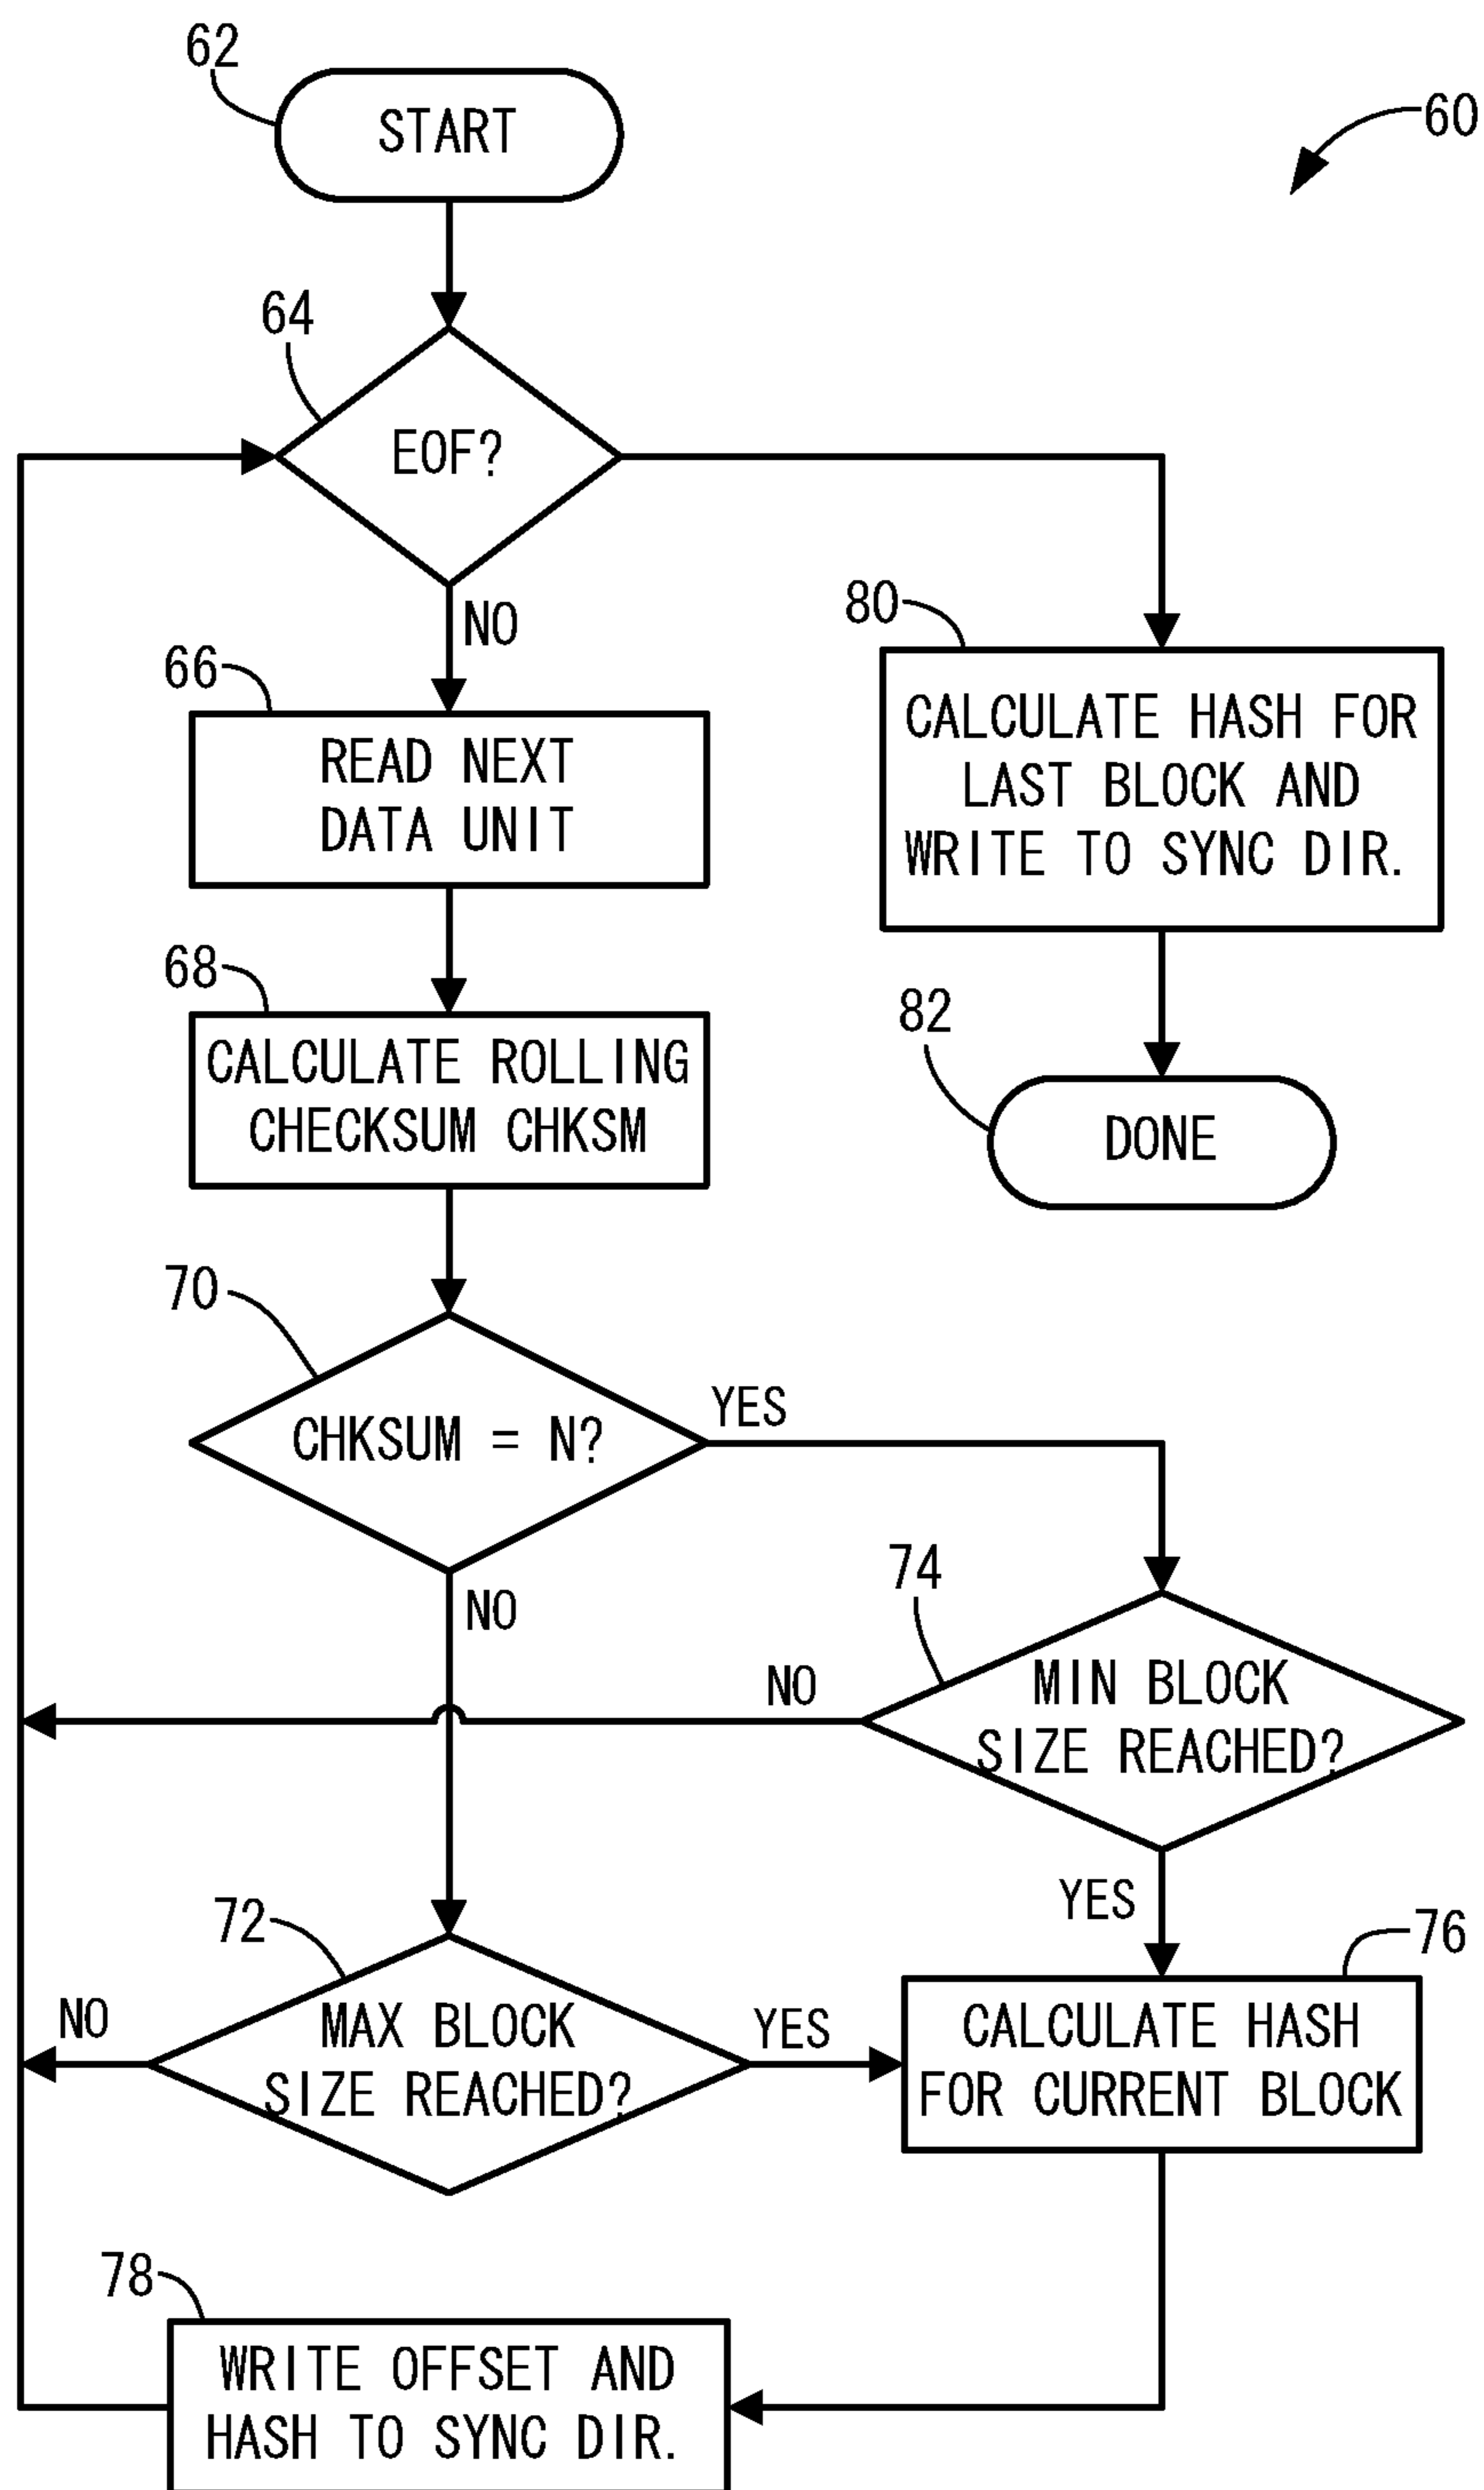 62
START
60
64
EOF?
NO
80
66
CALCULATE HASH FOR
LAST BLOCK AND
WRITE TO SYNC DIR.
READ NEXT
DATA UNIT
68
82
CALCULATE ROLLING
CHECKSUM CHKSM
DONE
70
YES
CHKSUM = N?
74
NO
NO
MIN BLOCK
SIZE REACHED?
YES
72
76
NO
MAX BLOCK
SIZE REACHED?
YES
CALCULATE HASH
FOR CURRENT BLOCK
78
WRITE OFFSET AND
HASH TO SYNC DIR.